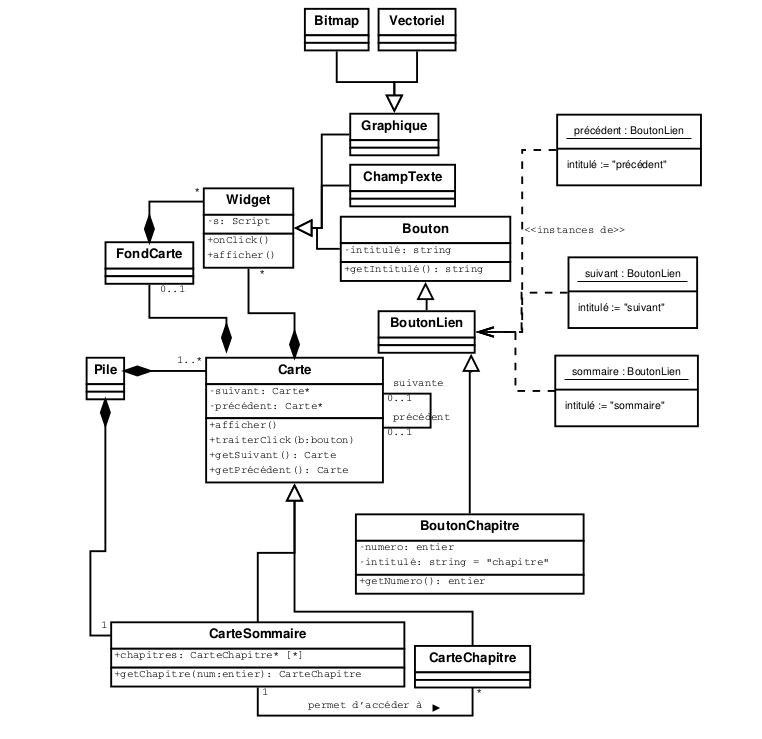 Bitmap
Vectoriel
Graphique
précédent : BoutonLien
intitulé := "précédent"
ChampTexte
*
Widget
-s: Script
+onClick()
+afficher()
Bouton
-intitulé: string
+getIntitulé(): string
<<instances de>>
FondCarte
0..1
*
suivant : BoutonLien
intitulé := "suivant"
BoutonLien
Pile
1..*
Carte
-suivant: Carte*
-précédent: Carte*
+afficher()
+traiterClick(b:bouton)
+getSuivant(): Carte
+getPrécédent(): Carte
suivante
0..1
précédent
0..1
sommaire : BoutonLien
intitulé := "sommaire"
BoutonChapitre
-numero: entier
-intitulé: string = "chapitre"
+getNumero(): entier
1
CarteSommaire
+chapitres: CarteChapitre* [*]
+getChapitre(num:entier): CarteChapitre
CarteChapitre
1
*
permet d'accéder à ►